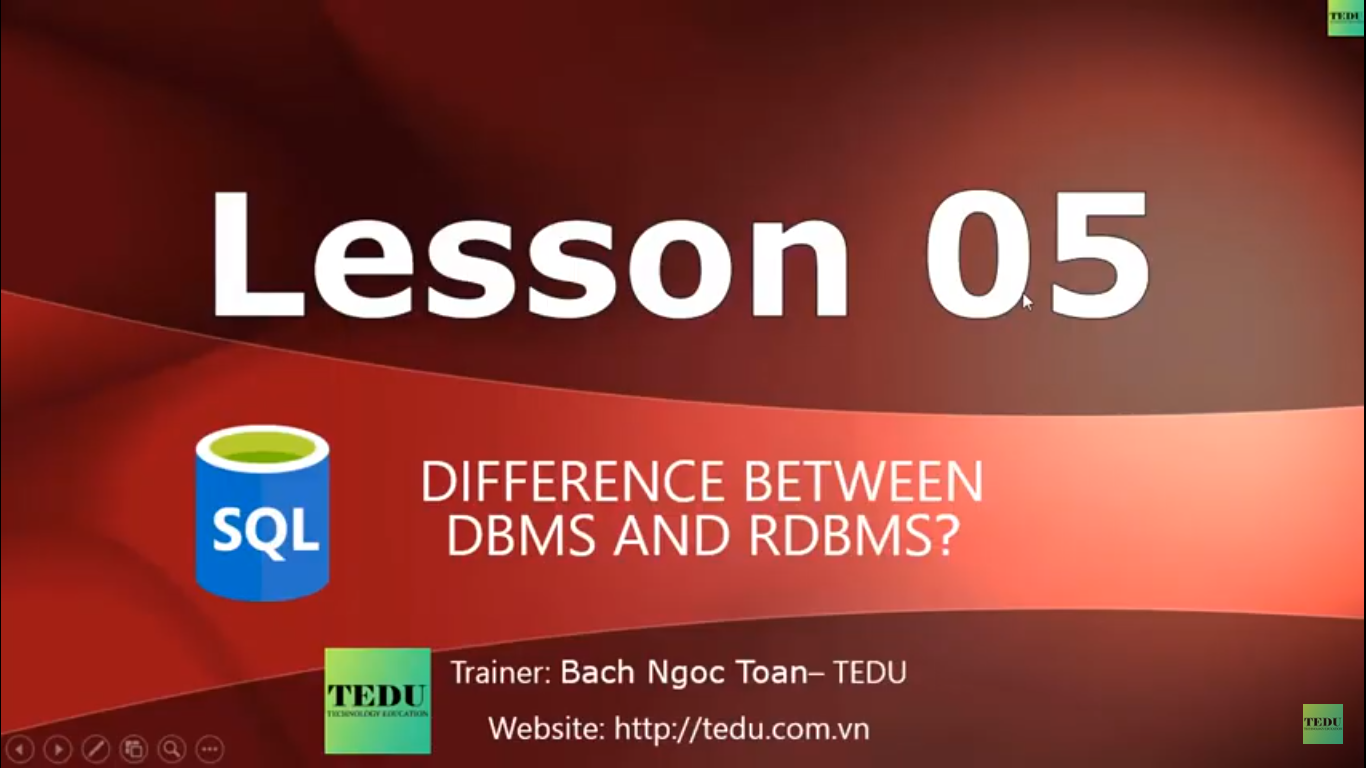 TEDU
Lesson 05
SQL
DIFFERENCE BETWEEN
DBMS AND RDBMS?
TEDU
TECHNOLOGY EDUCATION
Trainer: Bach Ngoc Toan– TEDU
Website: http://tedu.com.vn
TEDU